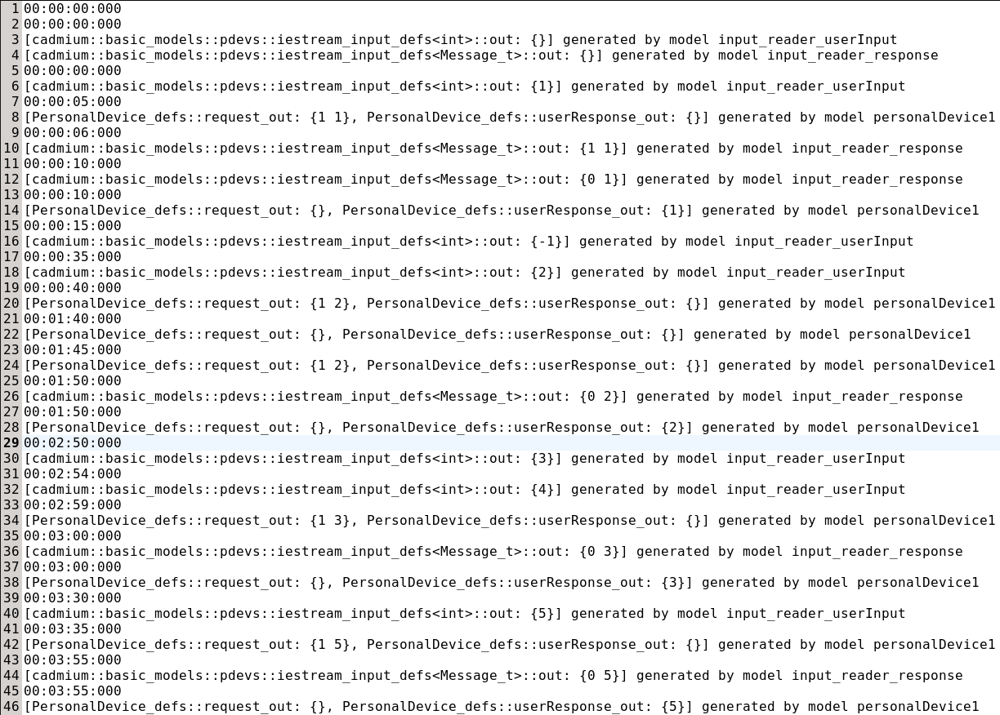 1 00:00:00:000
2 00:00:00:000
3 [cadmium::basic_models::pdevs::iestream_input_defs<int>::out: {}] generated by model input_reader_userInput
4 [cadmium::basic_models::pdevs::iestream_input_defs<Message_t>::out: {}] generated by model input_reader_response
5 00:00:00:000
6 [cadmium::basic_models::pdevs::iestream_input_defs<int>::out: {1}] generated by model input_reader_userInput
7 00:00:05:000
8 [PersonalDevice_defs::request_out: {1 1}, PersonalDevice_defs::userResponse_out: {}] generated by model personalDevice1
9 00:00:06:000
10 [cadmium::basic_models::pdevs::iestream_input_defs<Message_t>::out: {1 1}] generated by model input_reader_response
11 00:00:10:000
12 [cadmium::basic_models::pdevs::iestream_input_defs<Message_t>::out: {0 1}] generated by model input_reader_response
13 00:00:10:000
14 [PersonalDevice_defs::request_out: {}, PersonalDevice_defs::userResponse_out: {1}] generated by model personalDevice1
15 00:00:15:000
16 [cadmium::basic_models::pdevs::iestream_input_defs<int>::out: {-1}] generated by model input_reader_userInput
17 00:00:35:000
18 [cadmium::basic_models::pdevs::iestream_input_defs<int>::out: {2}] generated by model input_reader_userInput
19 00:00:40:000
20 [PersonalDevice_defs::request_out: {1 2}, PersonalDevice_defs::userResponse_out: {}] generated by model personalDevice1
21 00:01:40:000
22 [PersonalDevice_defs::request_out: {}, PersonalDevice_defs::userResponse_out: {}] generated by model personalDevice1
23 00:01:45:000
24 [PersonalDevice_defs::request_out: {1 2}, PersonalDevice_defs::userResponse_out: {}] generated by model personalDevice1
25 00:01:50:000
26 [cadmium::basic_models::pdevs::iestream_input_defs<Message_t>::out: {0 2}] generated by model input_reader_response
27 00:01:50:000
28 [PersonalDevice_defs::request_out: {}, PersonalDevice_defs::userResponse_out: {2}] generated by model personalDevice1
29 00:02:50:000
30 [cadmium::basic_models::pdevs::iestream_input_defs<int>::out: {3}] generated by model input_reader_userInput
31 00:02:54:000
32 [cadmium::basic_models::pdevs::iestream_input_defs<int>::out: {4}] generated by model input_reader_userInput
33 00:02:59:000
34 [PersonalDevice_defs::request_out: {1 3}, PersonalDevice_defs::userResponse_out: {}] generated by model personalDevice1
35 00:03:00:000
36 [cadmium::basic_models::pdevs::iestream_input_defs<Message_t>::out: {0 3}] generated by model input_reader_response
37 00:03:00:000
38 [PersonalDevice_defs::request_out: {}, PersonalDevice_defs::userResponse_out: {3}] generated by model personalDevice1
39 00:03:30:000
40 [cadmium::basic_models::pdevs::iestream_input_defs<int>::out: {5}] generated by model input_reader_userInput
41 00:03:35:000
42 [PersonalDevice_defs::request_out: {1 5}, PersonalDevice_defs::userResponse_out: {}] generated by model personalDevice1
43 00:03:55:000
44 [cadmium::basic_models::pdevs::iestream_input_defs<Message_t>::out: {0 5}] generated by model input_reader_response
45 00:03:55:000
46 [PersonalDevice_defs::request_out: {}, PersonalDevice_defs::userResponse_out: {5}] generated by model personalDevice1